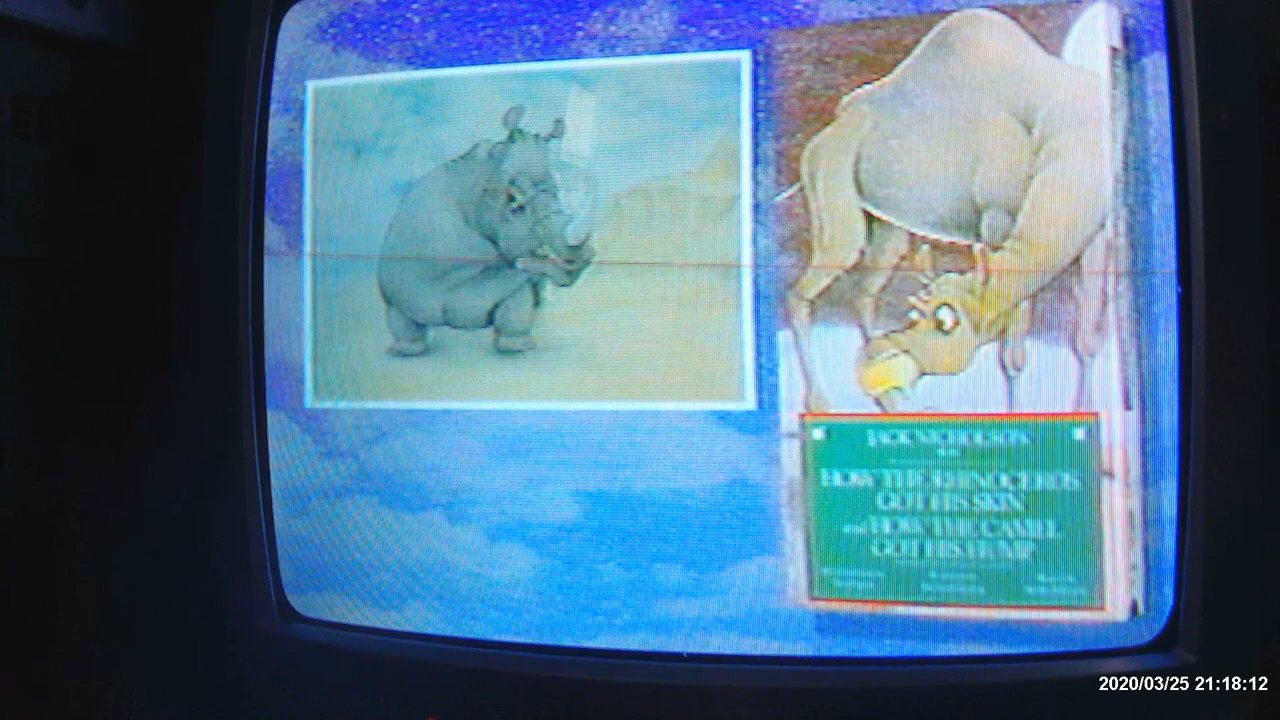 JACK NICHOLSON
HOW THE RHINOCEROS
GOT HIS SKIN
AND HOW THE CAMEL
GOT HIS HUMP
2020/03/25 21:18:12